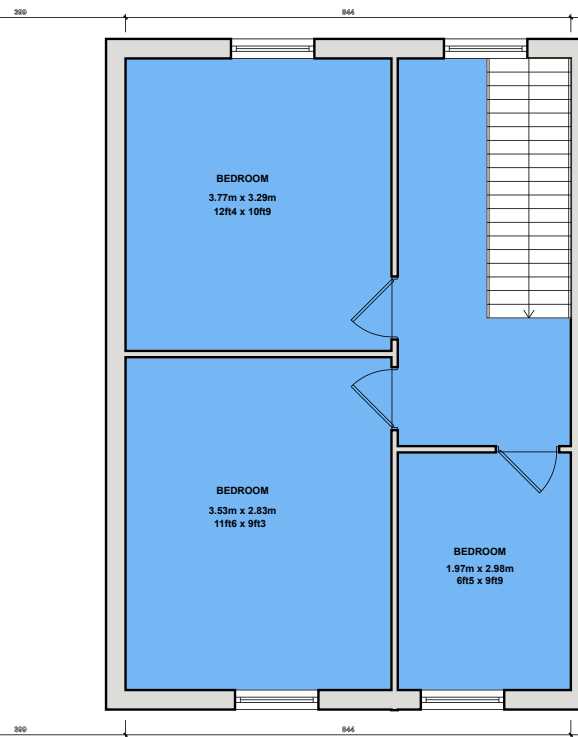 399 844
BEDROOM
3.77m x 3.29m
12ft4 x 10ft9
BEDROOM
3.53m x 2.83m
11ft6 x 9ft3
BEDROOM
1.97m x 2.98m
6ft5 x 9ft9
399 844